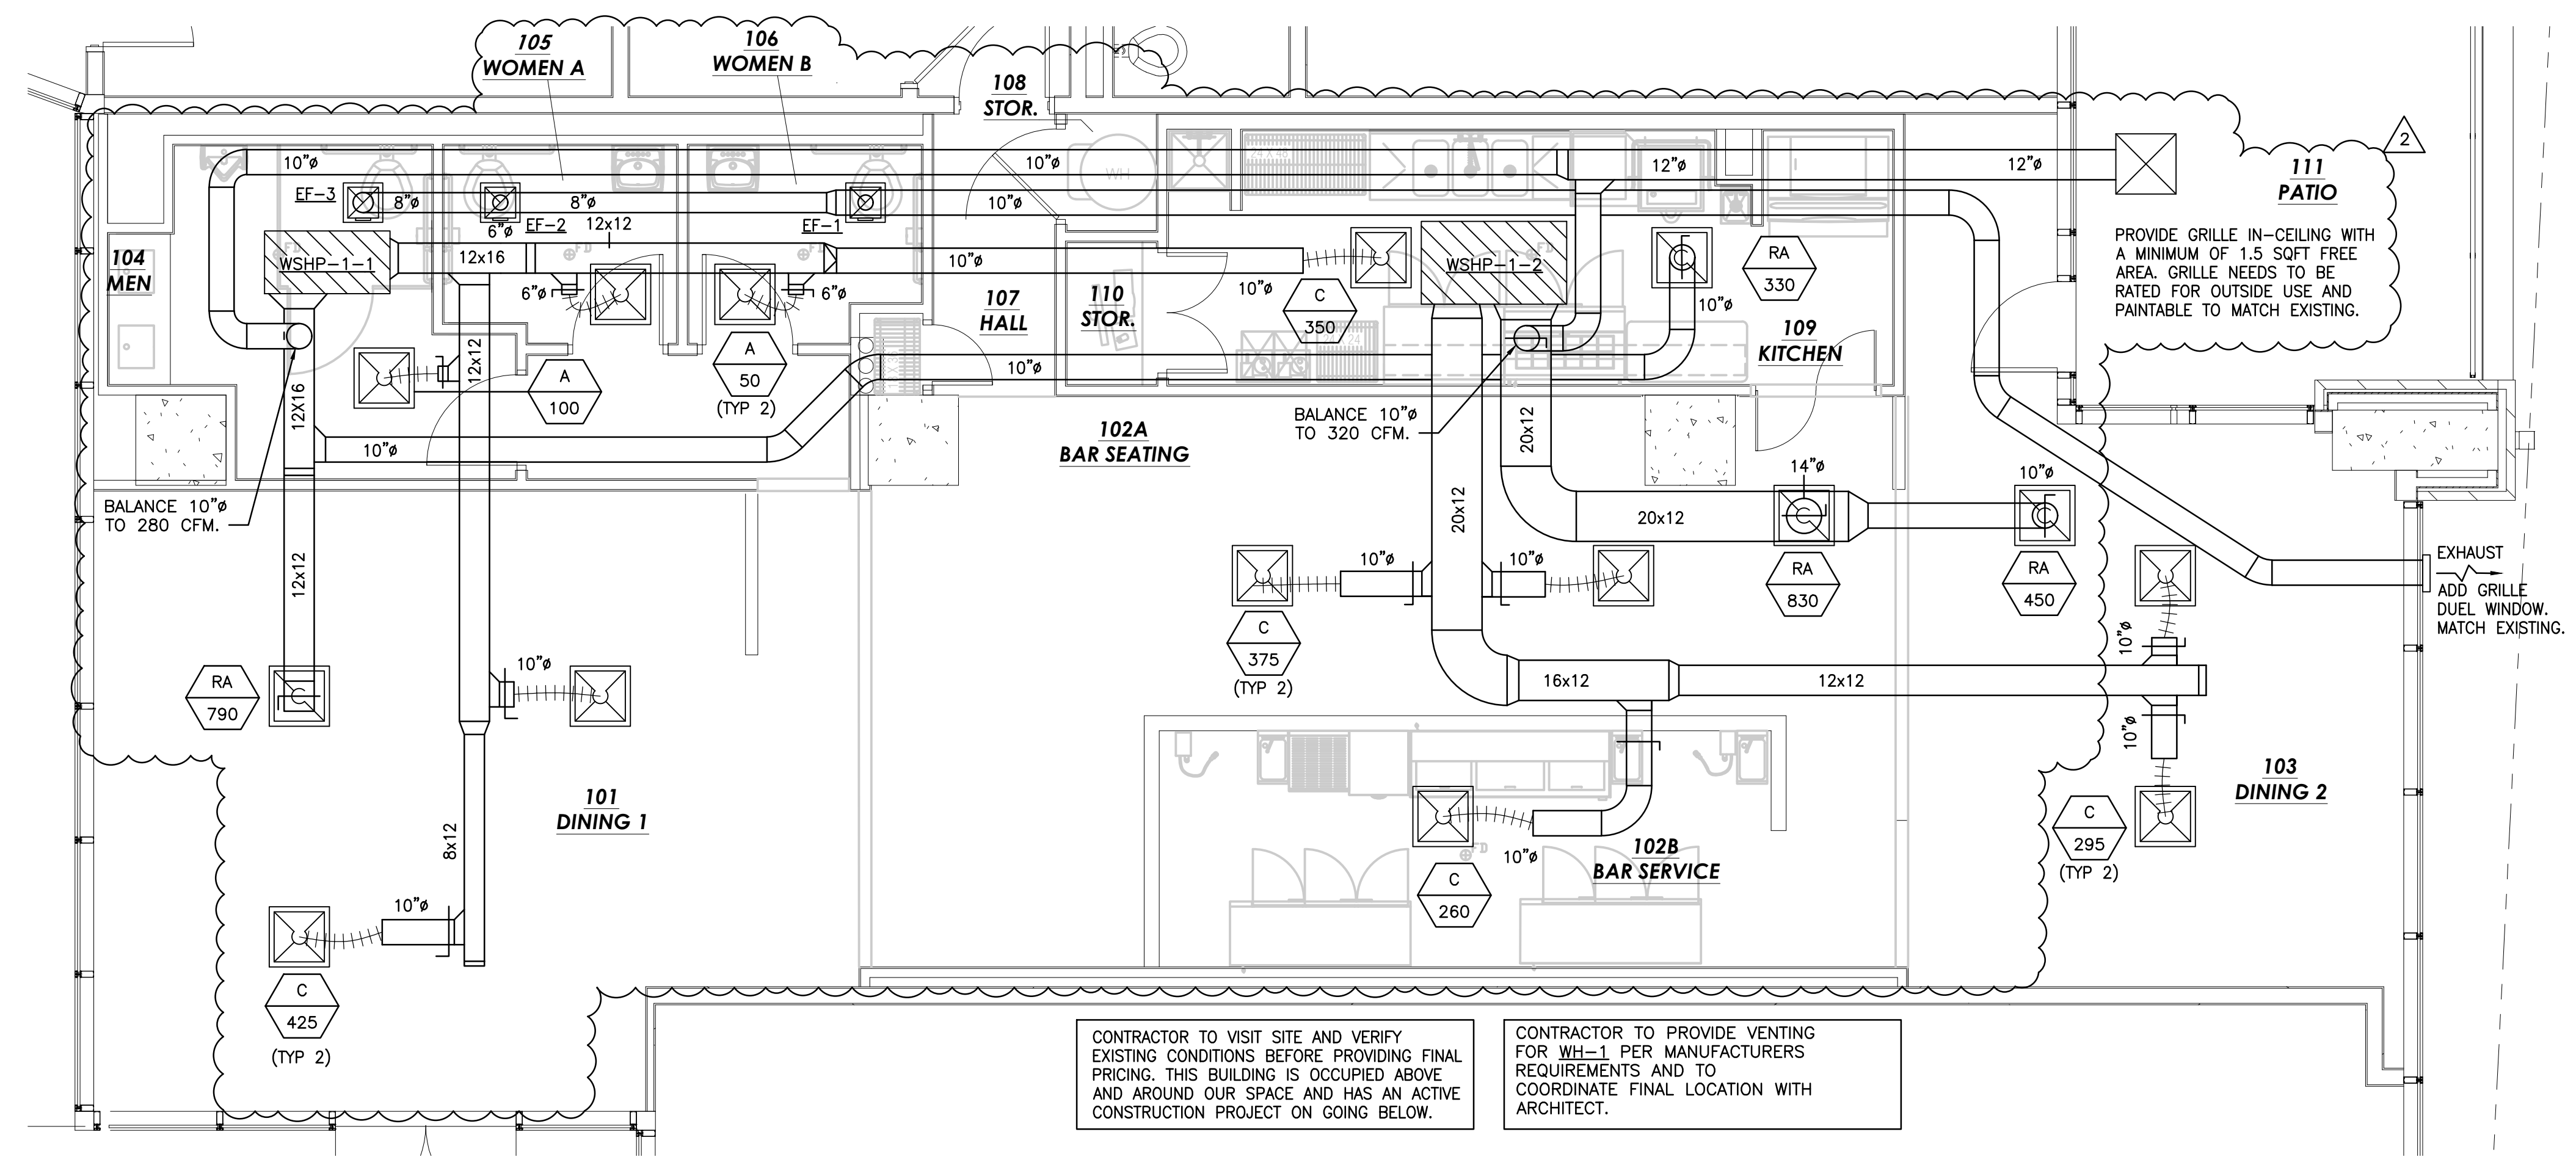 105
WOMEN A
106
WOMEN B
108
STOR.
2
111
PATIO
10"ø
10"ø
12"ø
12"ø
24 X 48
WH
EF-3
8"ø
8"ø
10"ø
6"ø
EF-2
12x12
EF-1
FD
FD
FD
FD
PROVIDE GRILLE IN-CEILING WITH
A MINIMUM OF 1.5 SQFT FREE
AREA. GRILLE NEEDS TO BE
RATED FOR OUTSIDE USE AND
PAINTABLE TO MATCH EXISTING.
104
MEN
WSHP-1-1
12x16
10"ø
10"ø
WSHP-1-2
RA
330
6"ø
6"ø
107
HALL
110
STOR.
C
350
10"ø
109
KITCHEN
12x12
A
100
A
50
(TYP 2)
10"ø
12X16
10"ø
BALANCE 10"ø
TO 320 CFM.
102A
BAR SEATING
20x12
BALANCE 10"ø
TO 280 CFM.
14"ø
10"ø
20x12
20x12
12x12
10"ø
10"ø
RA
830
RA
450
EXHAUST
ADD GRILLE
DUEL WINDOW.
MATCH EXISTING.
C
375
(TYP 2)
10"ø
RA
790
10"ø
16x12
12x12
10"ø
101
DINING 1
8x12
103
DINING 2
C
295
(TYP 2)
10"ø
FD
102B
BAR SERVICE
C
260
10"ø
C
425
(TYP 2)
CONTRACTOR TO VISIT SITE AND VERIFY
EXISTING CONDITIONS BEFORE PROVIDING FINAL
PRICING. THIS BUILDING IS OCCUPIED ABOVE
AND AROUND OUR SPACE AND HAS AN ACTIVE
CONSTRUCTION PROJECT ON GOING BELOW.
CONTRACTOR TO PROVIDE VENTING
FOR WH-1 PER MANUFACTURERS
REQUIREMENTS AND TO
COORDINATE FINAL LOCATION WITH
ARCHITECT.